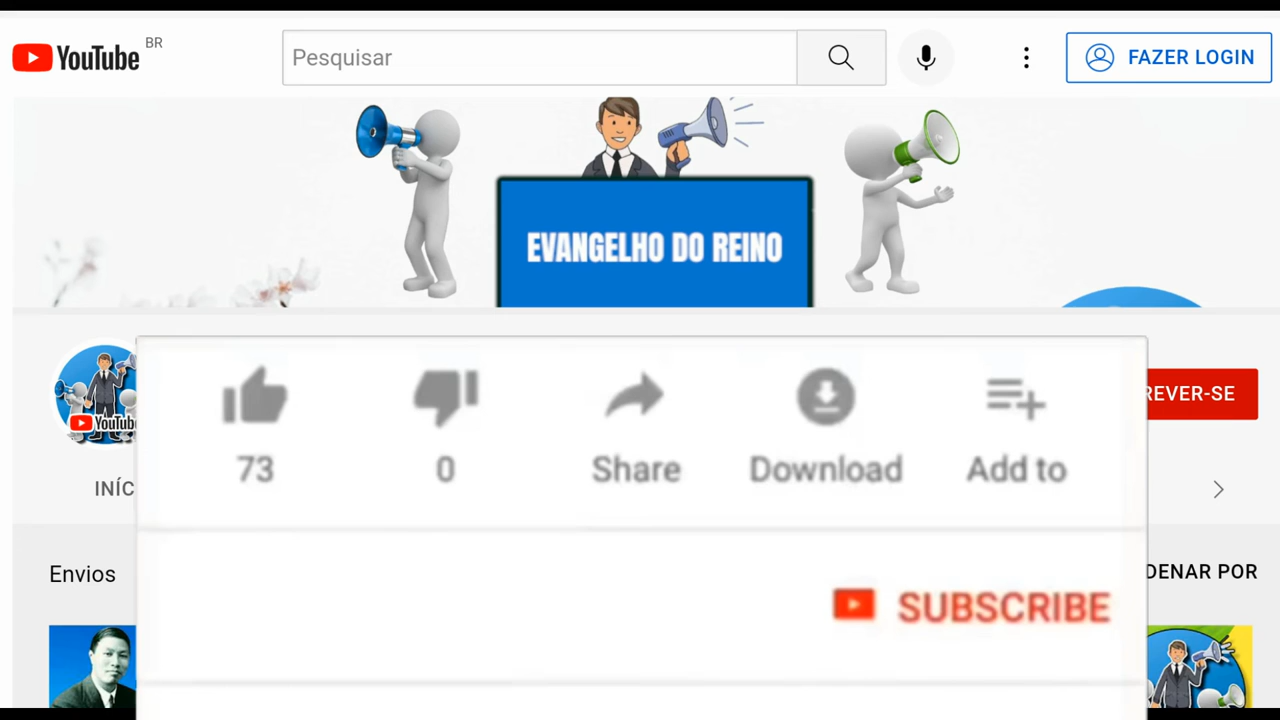 YouTube BR
Pesquisar
FAZER LOGIN
EVANGELHO DO REINO
YouTub
REVER-SE
73
0
Share
Download
Add to
INÍC
Envios
DENAR POR
SUBSCRIBE